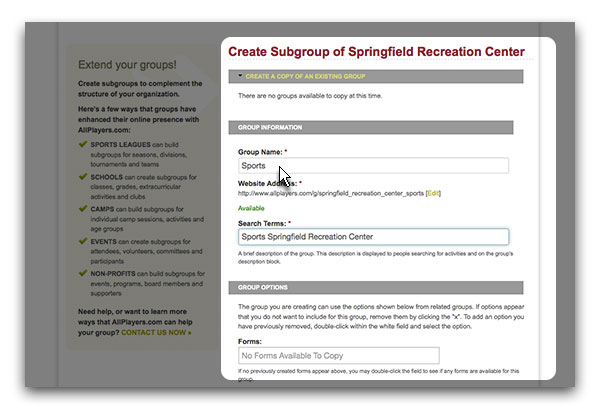 Extend your groups!
Create subgroups to complement the
structure of your organization.
Here's a few ways that groups have
enhanced their online presence with
AllPlayers.com:
SPORTS LEAGUES can build
subgroups for seasons, divisions,
tournaments and teams
SCHOOLS can create subgroups for
classes, grades, extracurricular
activities and clubs
CAMPS can build subgroups for
individual camp sessions, activities and
age groups
EVENTS can create subgroups for
attendees, volunteers, committees and
participants
NON-PROFITS can build subgroups for
events, programs, board members and
supporters
Need help, or want to learn more
ways that AllPlayers.com can help
your group? CONTACT US NOW »
Create Subgroup of Springfield Recreation Center
CREATE A COPY OF AN EXISTING GROUP
There are no groups available to copy at this time.
GROUP INFORMATION
Group Name: *
Sports
Website Address: *
http://www.allplayers.com/g/springfield_recreation_center_sports [Edit]
Available
Search Terms: *
Sports Springfield Recreation Center
A brief description of the group. This description is displayed to people searching for activities and on the group's
description block.
GROUP OPTIONS
The group you are creating can use the options shown below from related groups. If options appear
that you do not want to include for this group, remove them by clicking the "x". To add an option you
have previously removed, double-click within the white field and select the option.
Forms:
No Forms Available To Copy
If no previously created forms appear above, you may double-click the field to see if any forms are available for this
group.